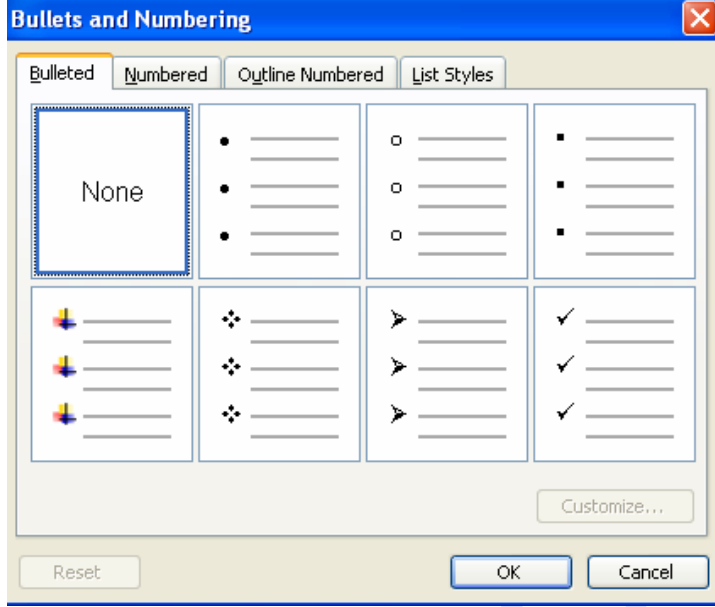 Bullets and Numbering
Bulleted Numbered Outline Numbered List Styles
None
Customize...
Reset OK Cancel